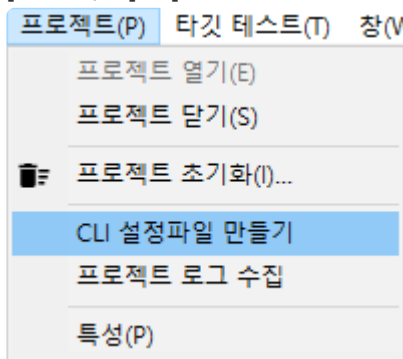 프로젝트(P) 타깃 테스트(T) 창(
프로젝트 열기(E)
프로젝트 닫기(S)
프로젝트 초기화(I)...
CLI 설정파일 만들기
프로젝트 로그 수집
특성(P)